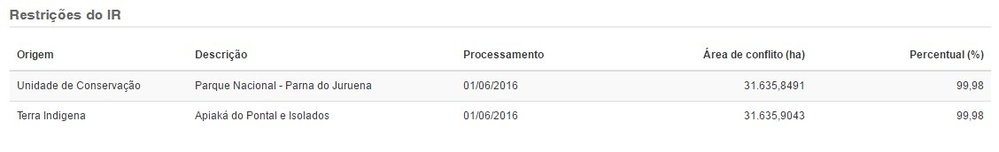 Restrições do IR
Origem Descrição Processamento Área de conflito (ha) Percentual (%)
Unidade de Conservação Parque Nacional - Parna do Juruena 01/06/2016 31.635,8491 99,98
Terra Indigena Apiaká do Pontal e Isolados 01/06/2016 31.635,9043 99,98